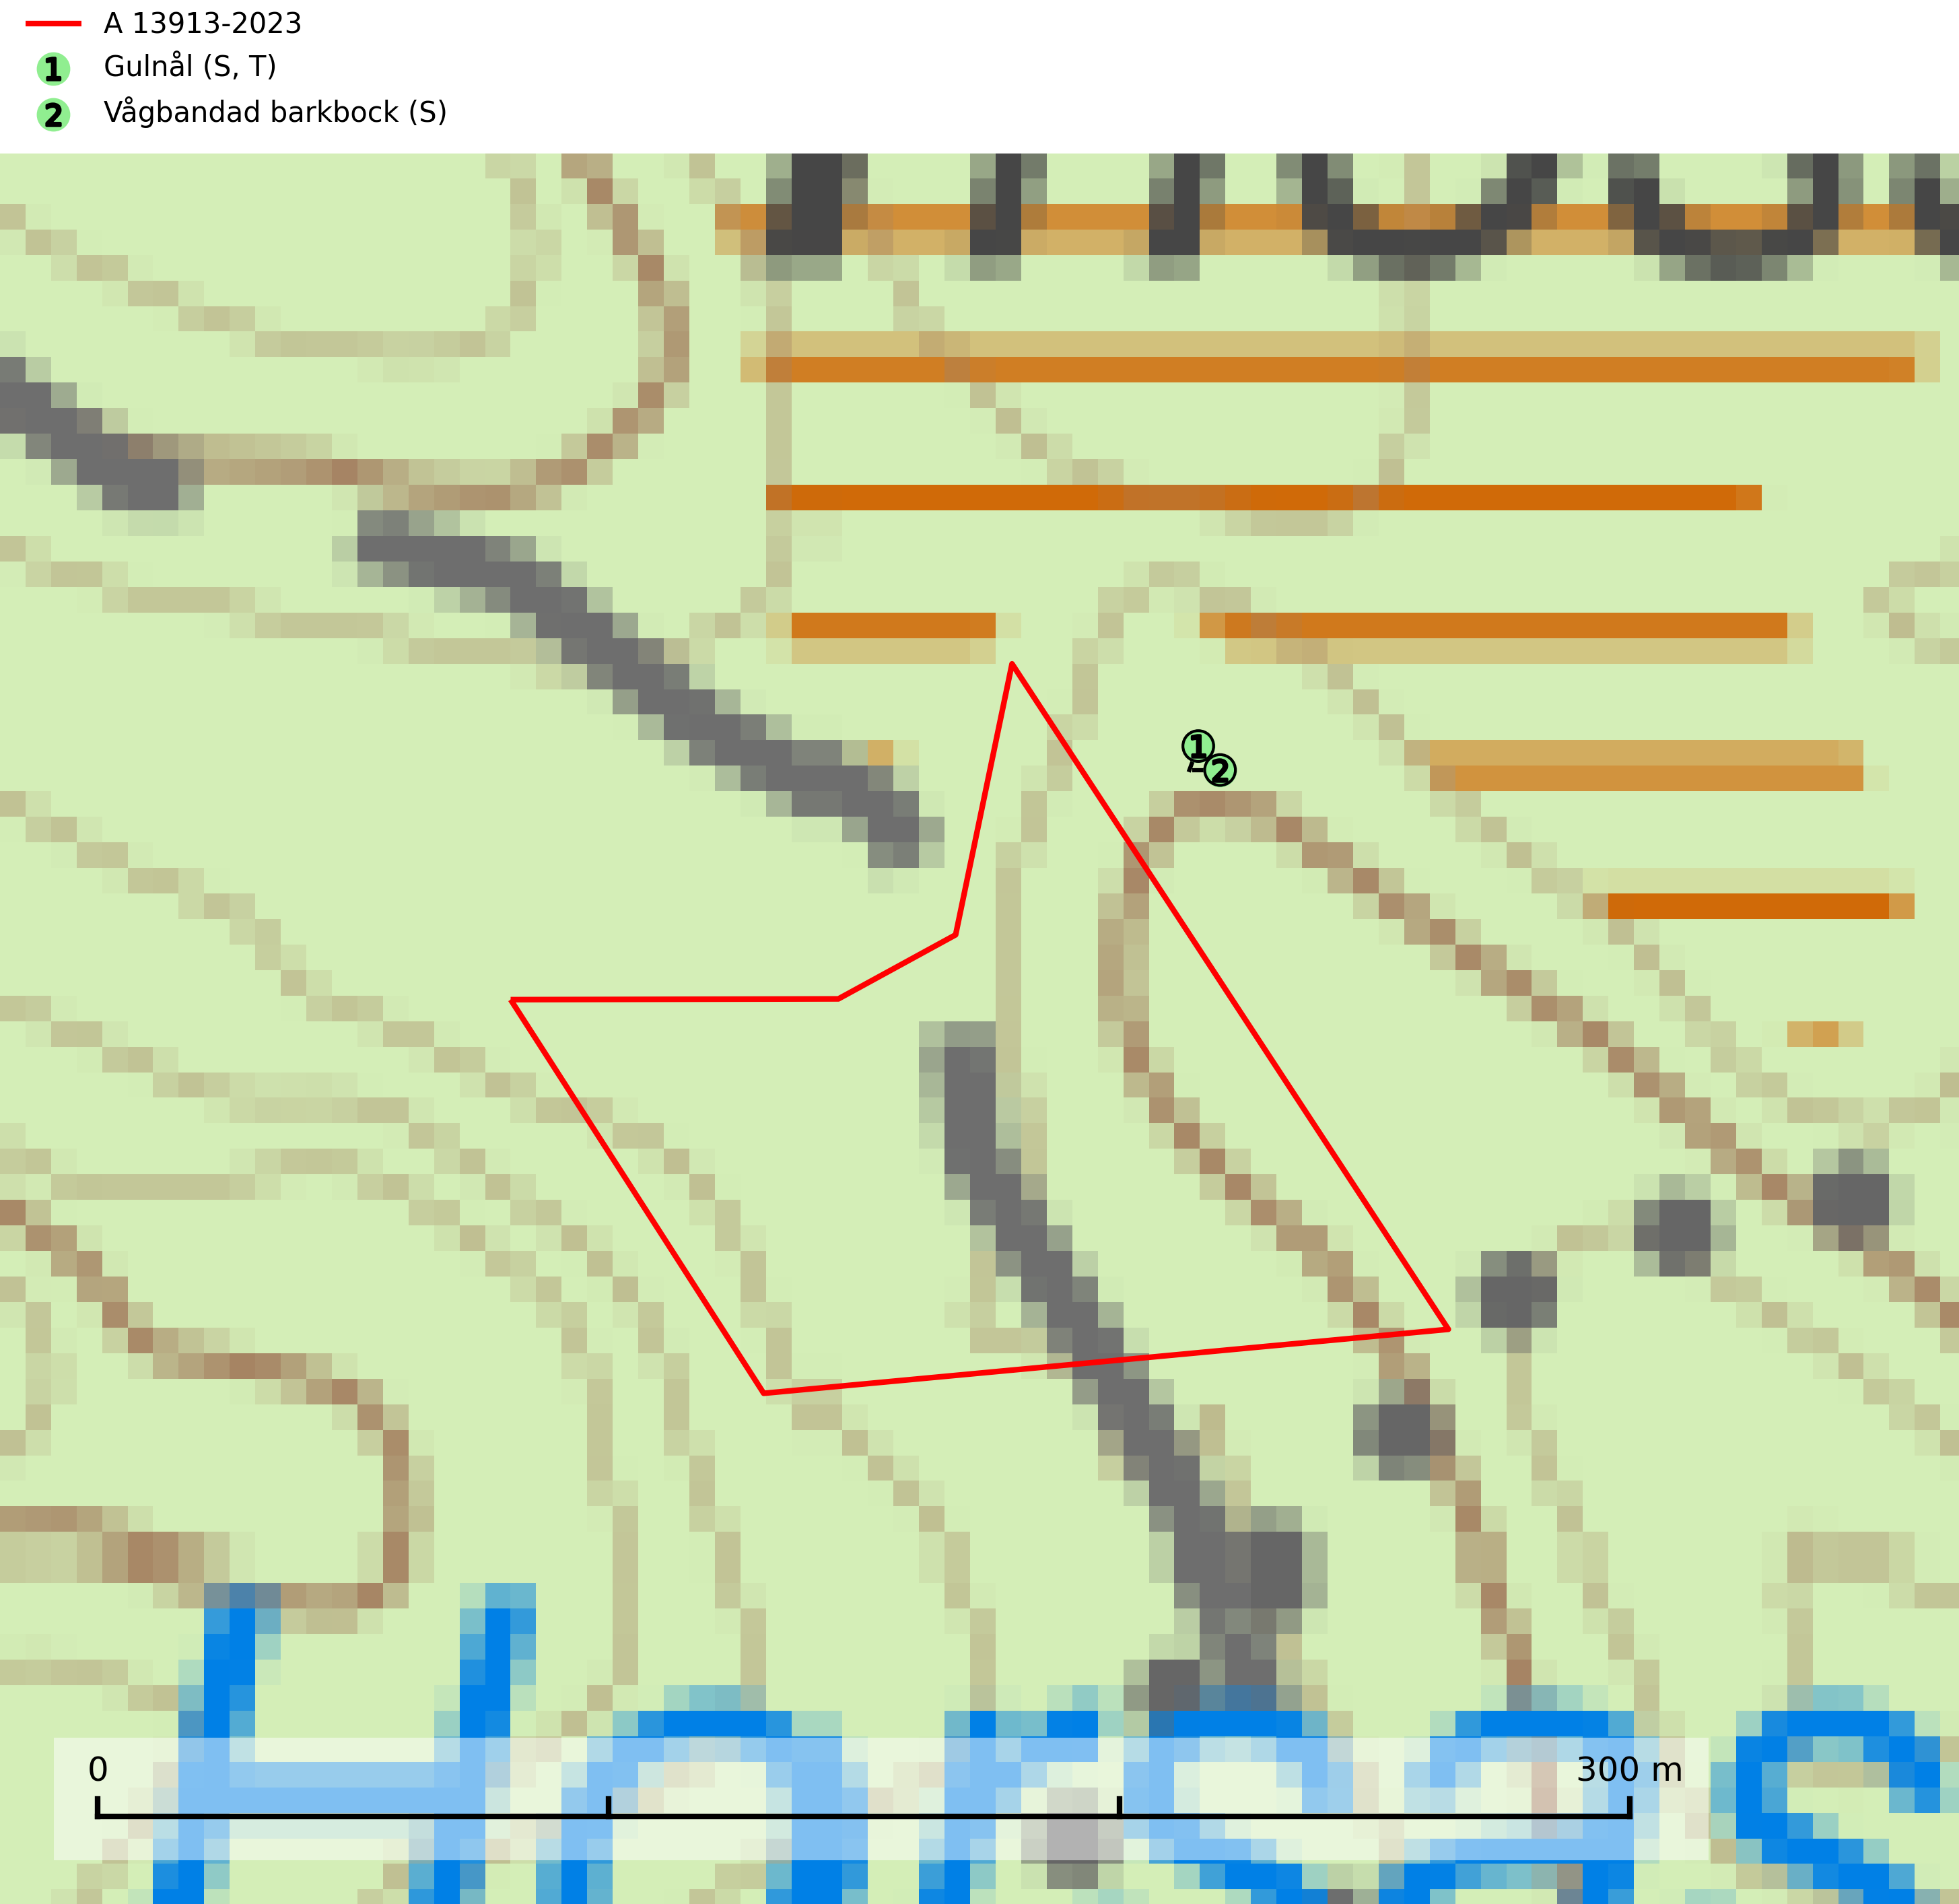 A 13913-2023
1 Gulnål (S, T)
2 Vågbandad barkbock (S)
1
2
0 300 m